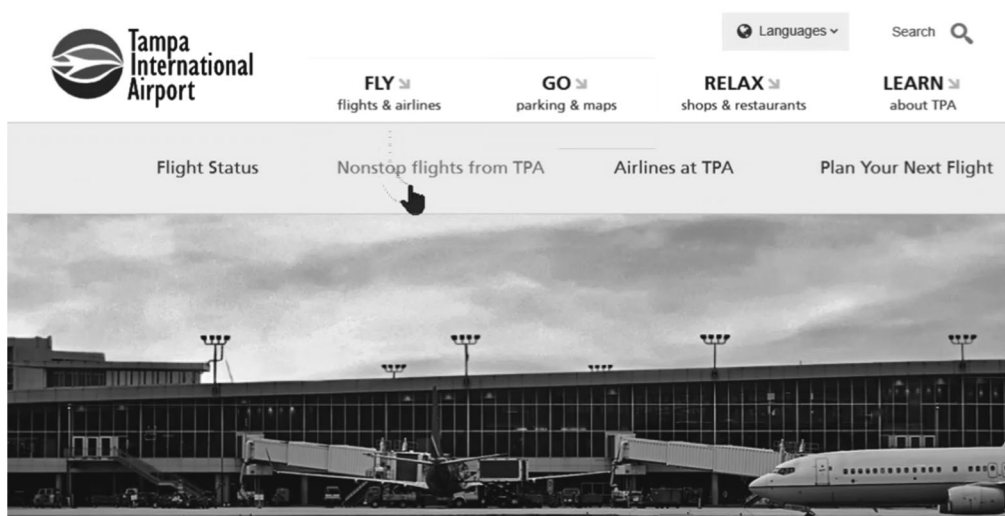 Languages
Search
Tampa
International
Airport
FLY
flights & airlines
GO
parking & maps
RELAX
shops & restaurants
LEARN
about TPA
Flight Status
Nonstop flights from TPA
Airlines at TPA
Plan Your Next Flight